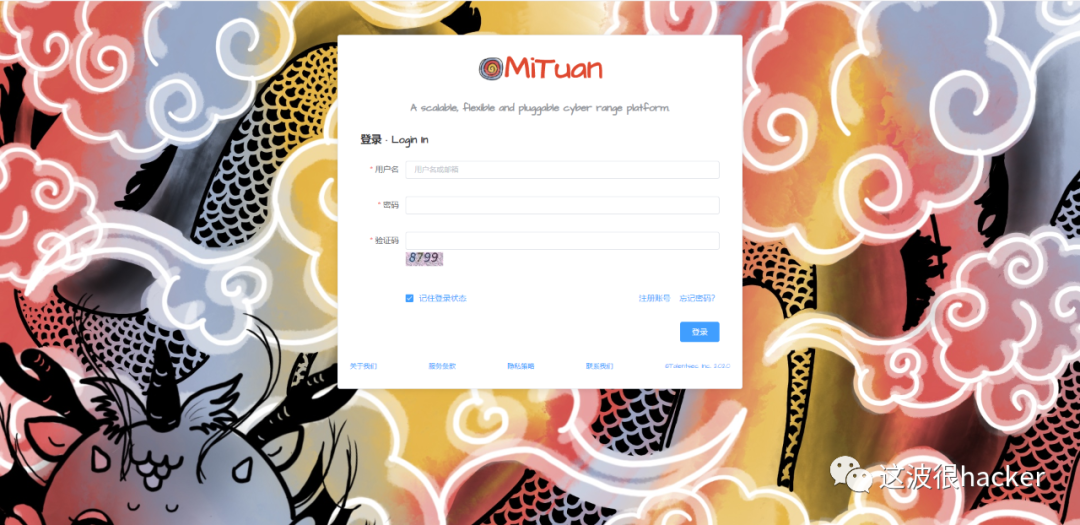 MiTuan
A scalable, flexible and pluggable cyber range platform.
登录 · Login In
* 用户名 用户名或邮箱
* 密码
* 验证码
8799
记住登录状态 注册账号 忘记密码?
登录
关于我们 服务条款 隐私策略 联系我们
这波很hacker